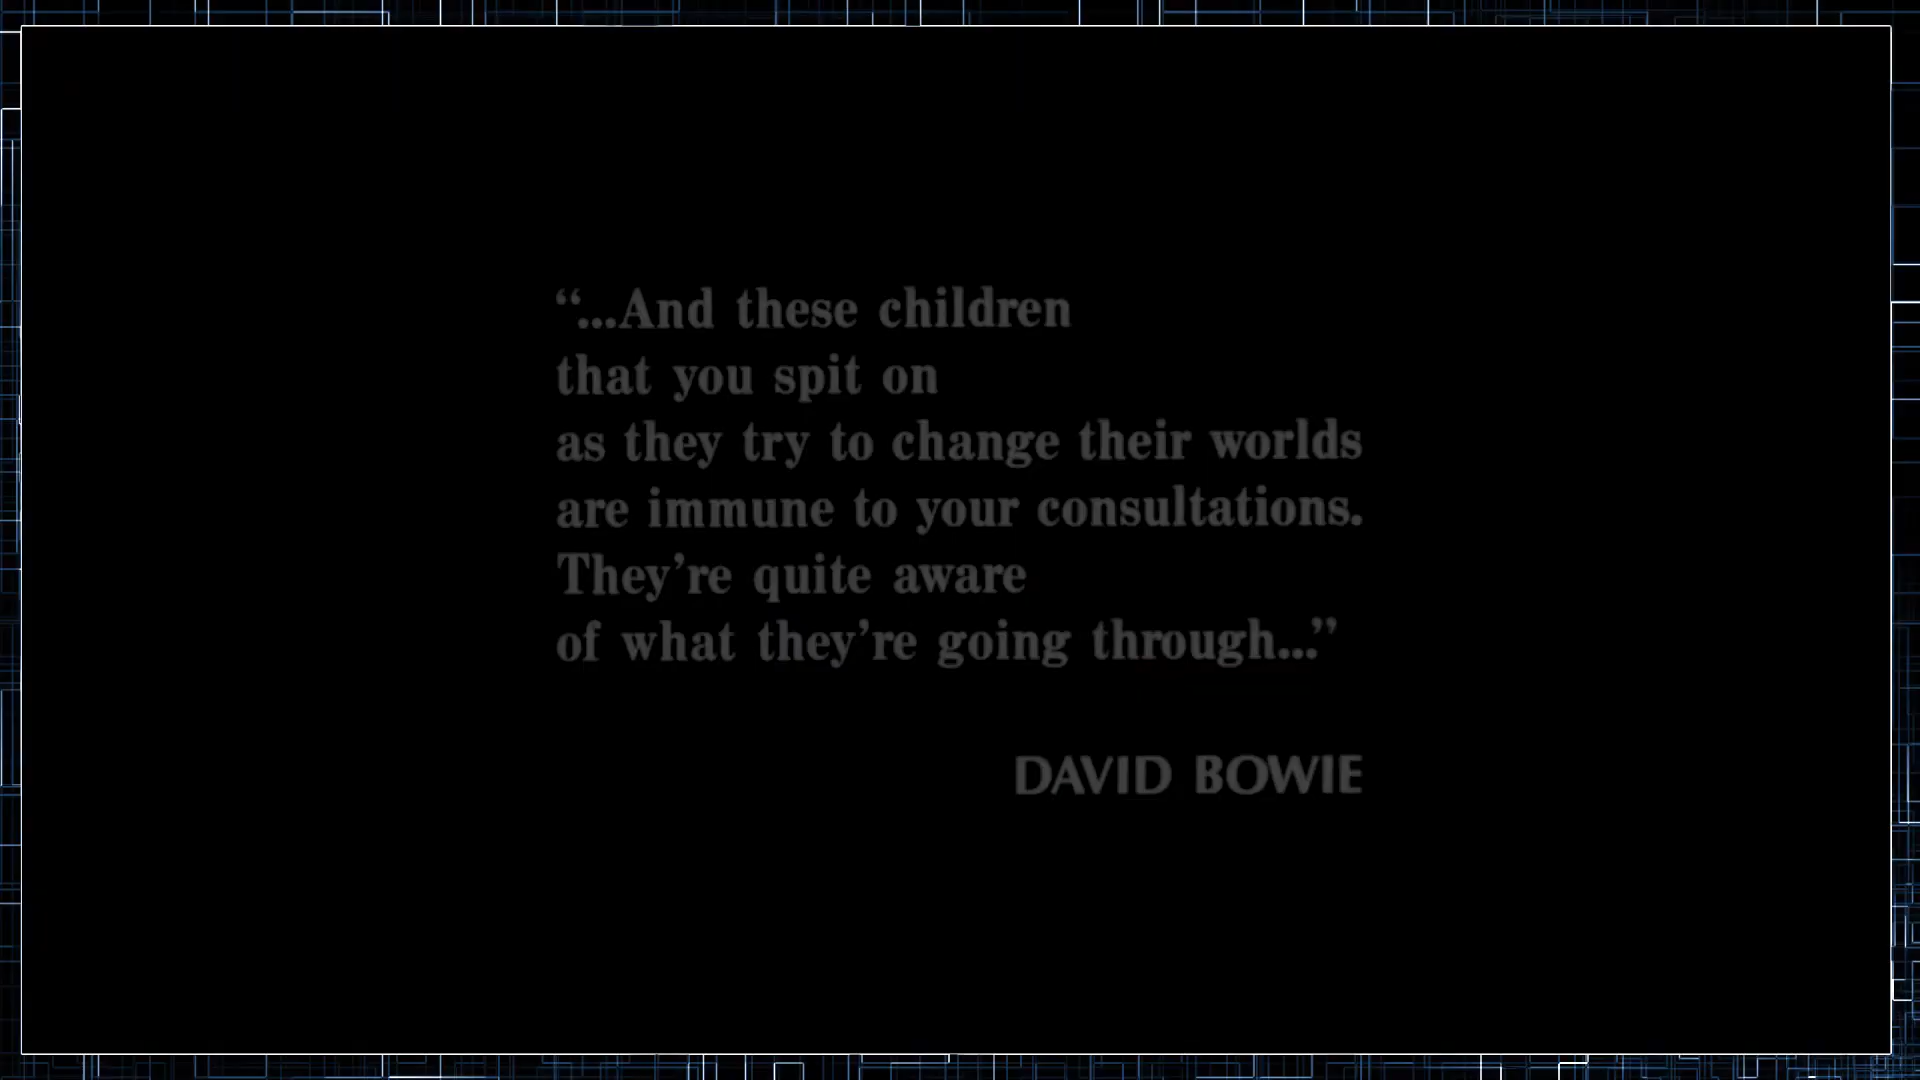 “...And these children
that you spit on
as they try to change their worlds
are immune to your consultations.
They’re quite aware
of what they’re going through...”
DAVID BOWIE